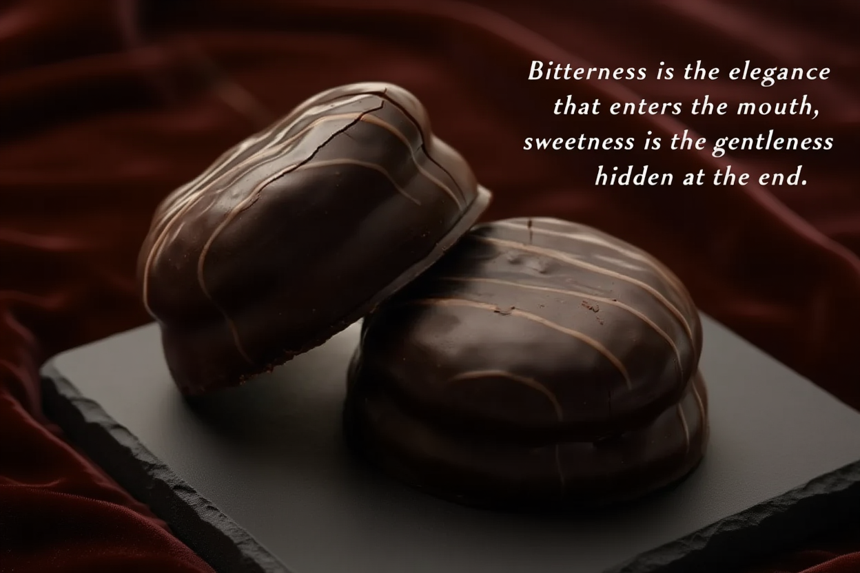 Bitterness is the elegance
that enters the mouth,
sweetness is the gentleness
hidden at the end.